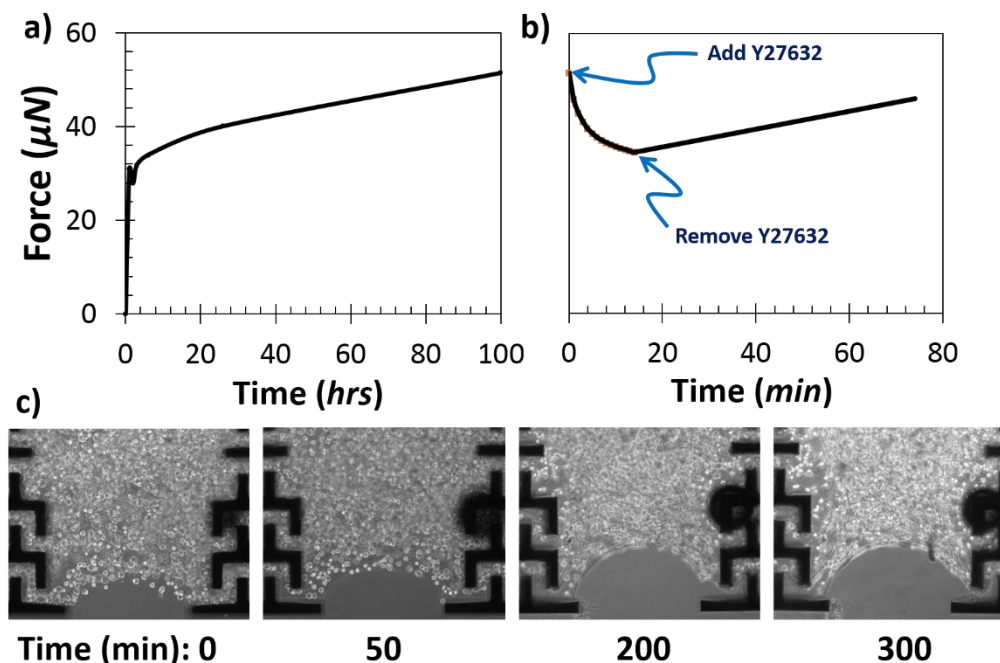 a)
60
40
20
0
Force (μN)
0 20 40 60 80 100
Time (hrs)
b)
Add Y27632
Remove Y27632
0 20 40 60 80
Time (min)
c)
Time (min): 0 50 200 300